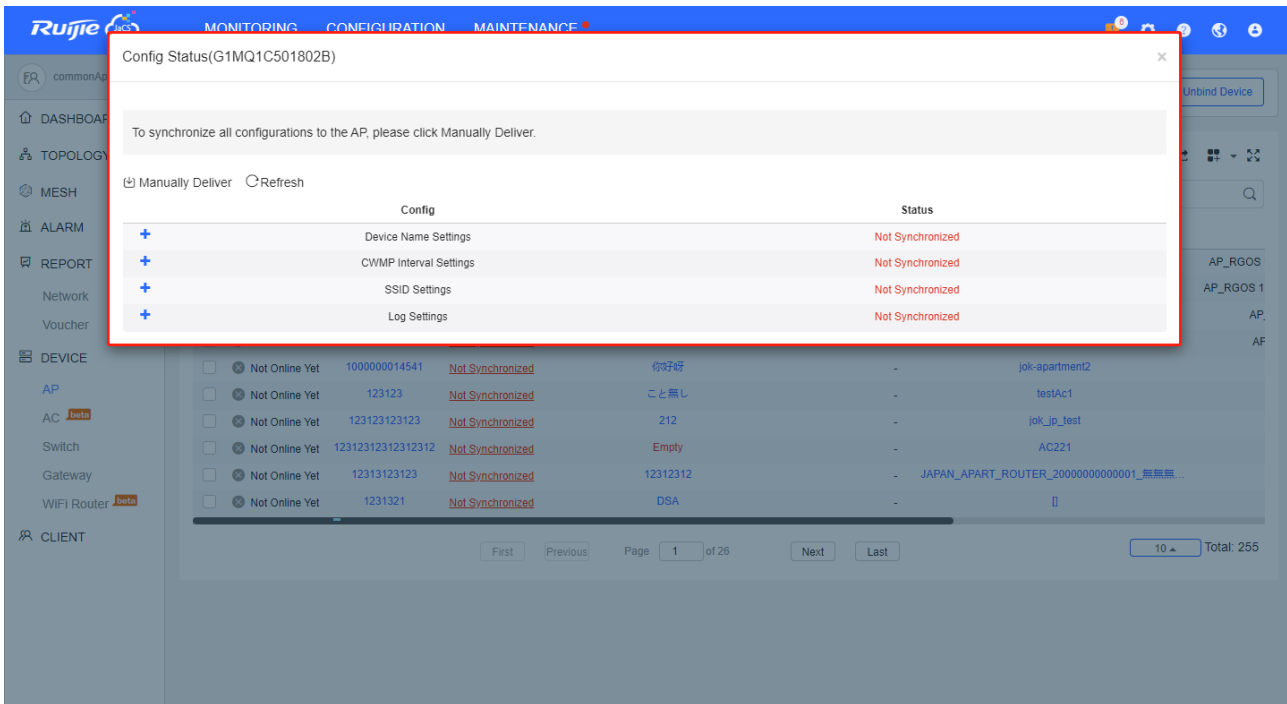 Ruijie JaCS MONITORING CONFIGURATION MAINTENANCE 6
Config Status(G1MQ1C501802B) ×
commonAp
Unbind Device
To synchronize all configurations to the AP, please click Manually Deliver.
Manually Deliver Refresh
Config Status
Device Name Settings Not Synchronized
CWMP Interval Settings Not Synchronized
SSID Settings Not Synchronized
Log Settings Not Synchronized
DASHBOAR
TOPOLOGY
MESH
ALARM
REPORT
Network
Voucher
DEVICE
AP
AC beta
Switch
Gateway
WiFi Router beta
CLIENT
AP_RGOS
AP_RGOS 1
AP_
AP
Not Online Yet 1000000014541 Not Synchronized 你好呀 - jok-apartment2
Not Online Yet 123123 Not Synchronized こと無し - testAc1
Not Online Yet 123123123123 Not Synchronized 212 - jok_jp_test
Not Online Yet 12312312312312312 Not Synchronized Empty - AC221
Not Online Yet 12313123123 Not Synchronized 12312312 - JAPAN_APART_ROUTER_20000000000001_無無無...
Not Online Yet 1231321 Not Synchronized DSA - []
First Previous Page 1 of 26 Next Last 10 Total: 255